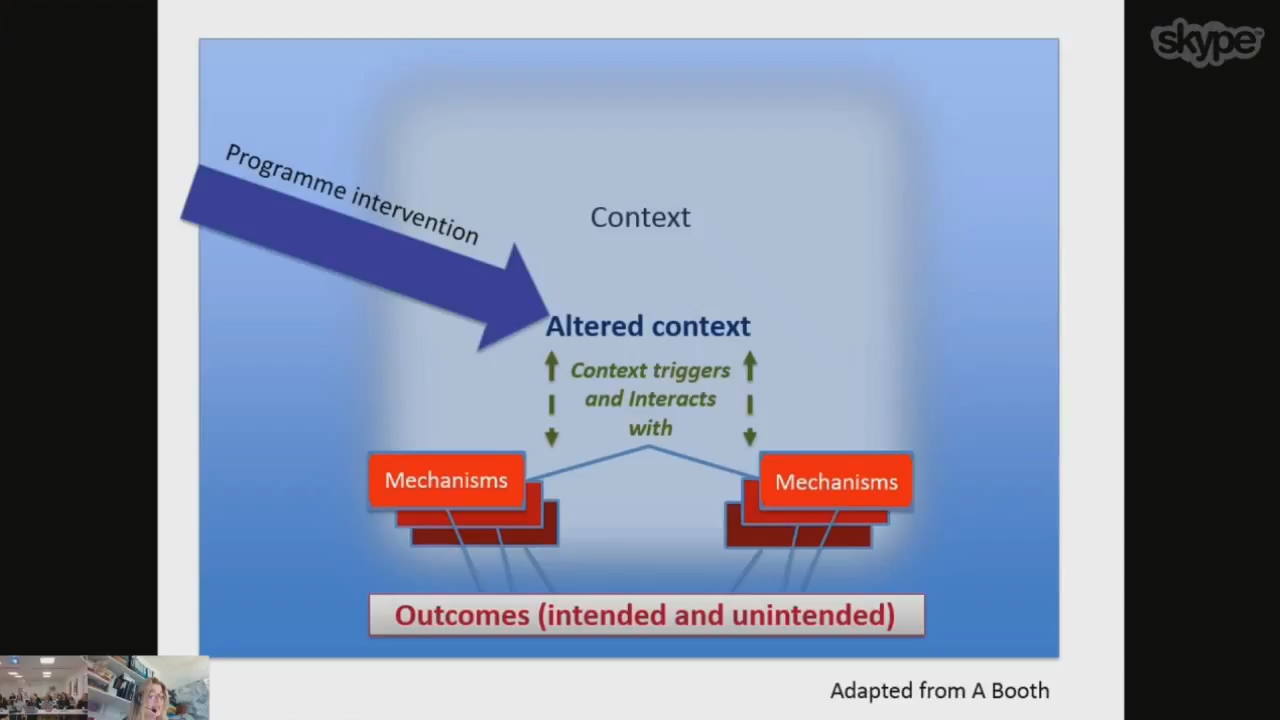 skype
Programme intervention
Context
Altered context
Context triggers
and Interacts
with
Mechanisms
Mechanisms
Outcomes (intended and unintended)
Adapted from A Booth